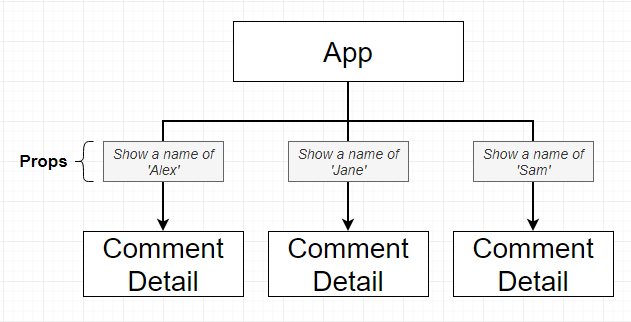 App
Props
Show a name of
'Alex'
Show a name of
'Jane'
Show a name of
'Sam'
Comment
Detail
Comment
Detail
Comment
Detail